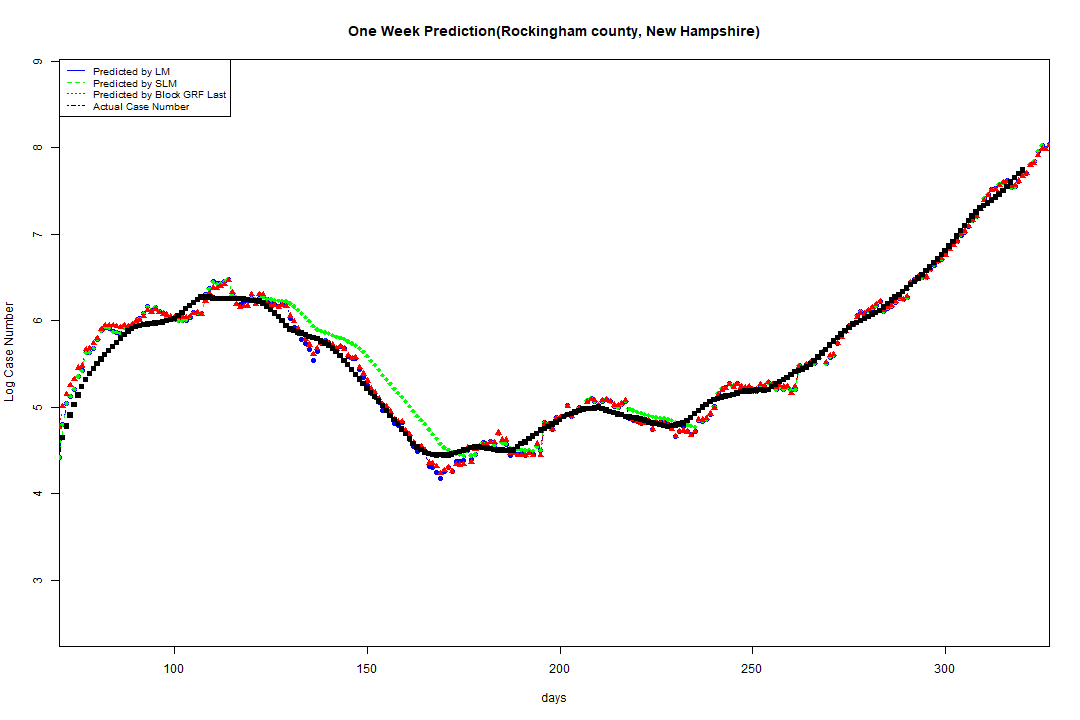 One Week Prediction(Rockingham county, New Hampshire)
Predicted by LM
Predicted by SLM
Predicted by Block GRF Last
Actual Case Number
Log Case Number
9
8
7
6
5
4
3
100 150 200 250 300
days